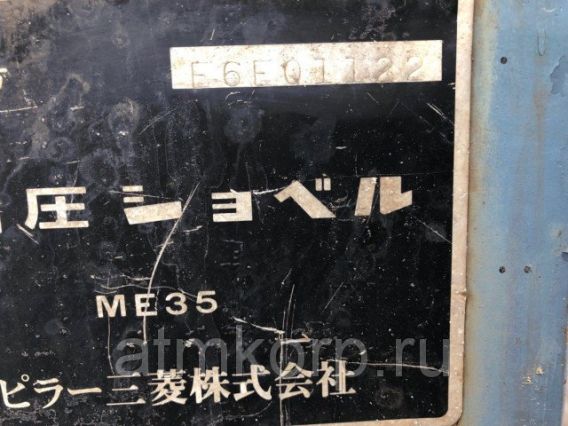 E6E01122
圧ショベル
ME35
ピラー三菱株式会社
atmkorp.ru